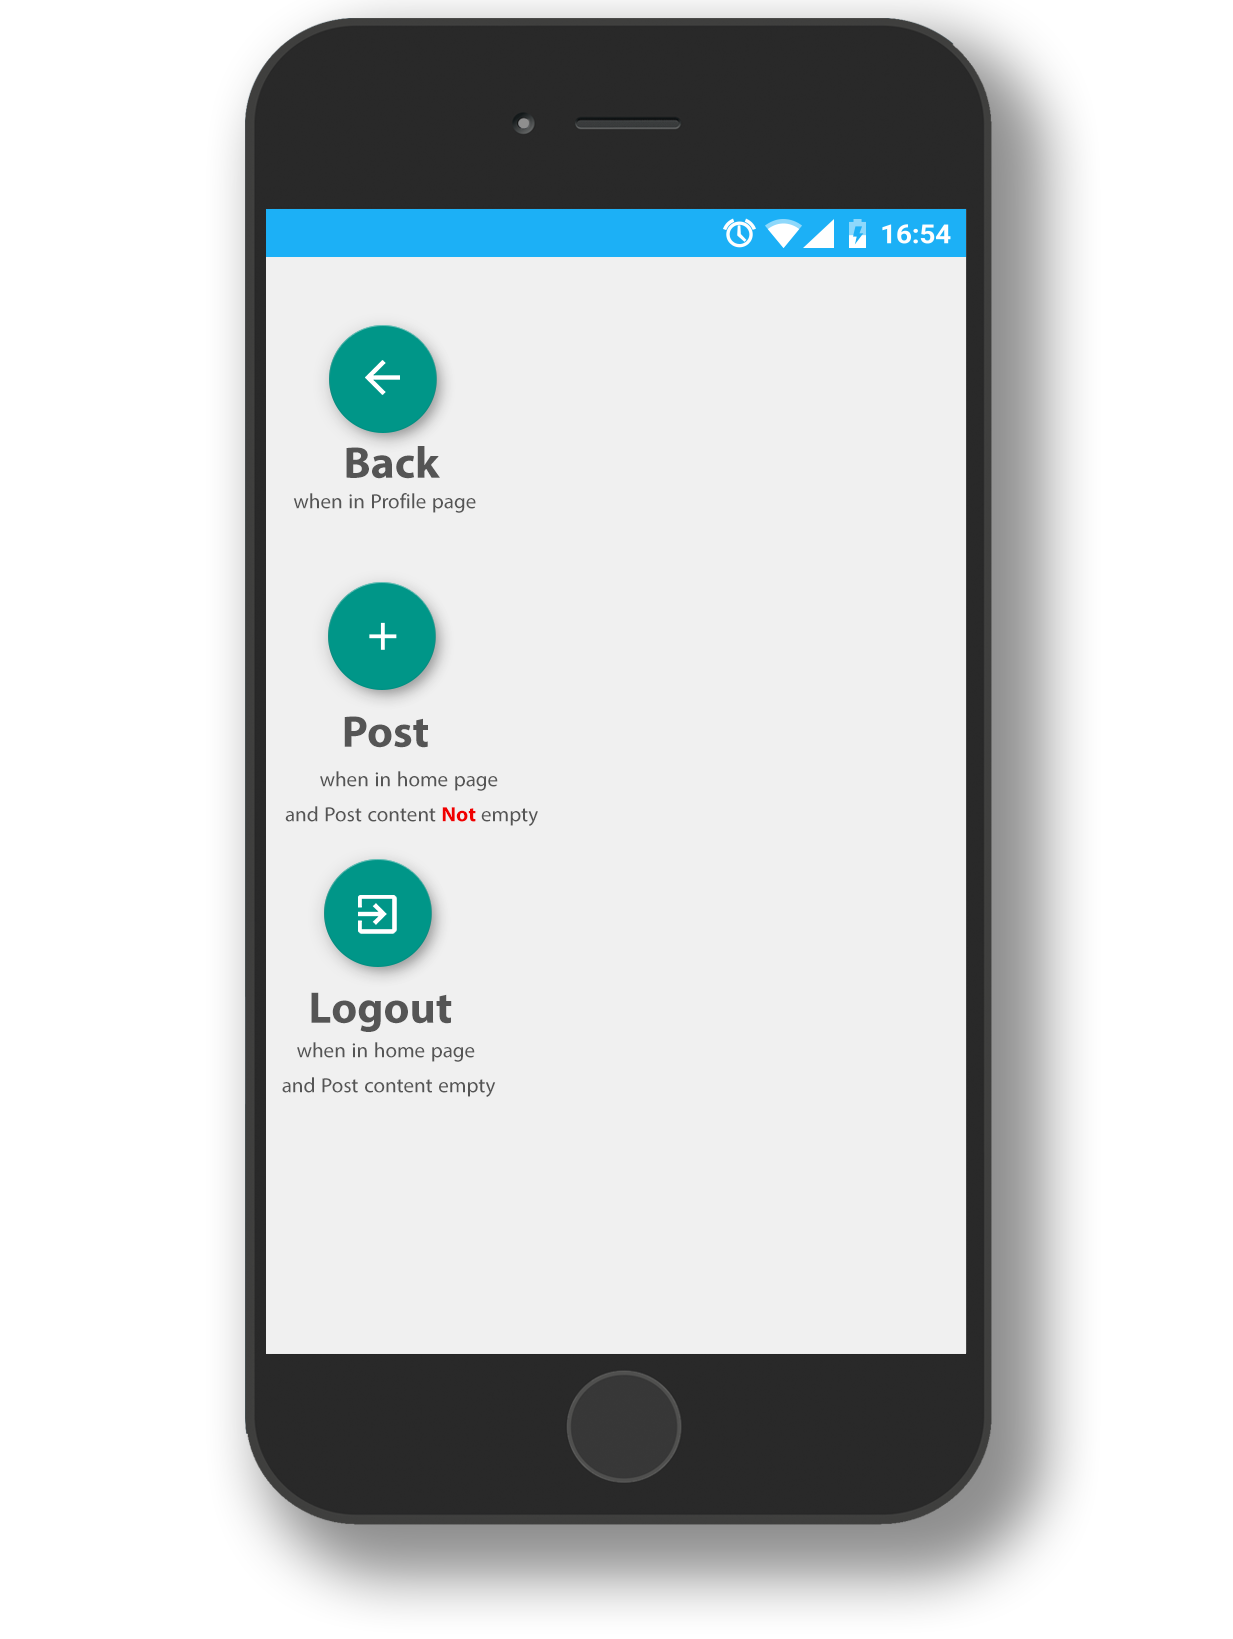 16:54
Back
when in Profile page
Post
when in home page
and Post content Not empty
Logout
when in home page
and Post content empty